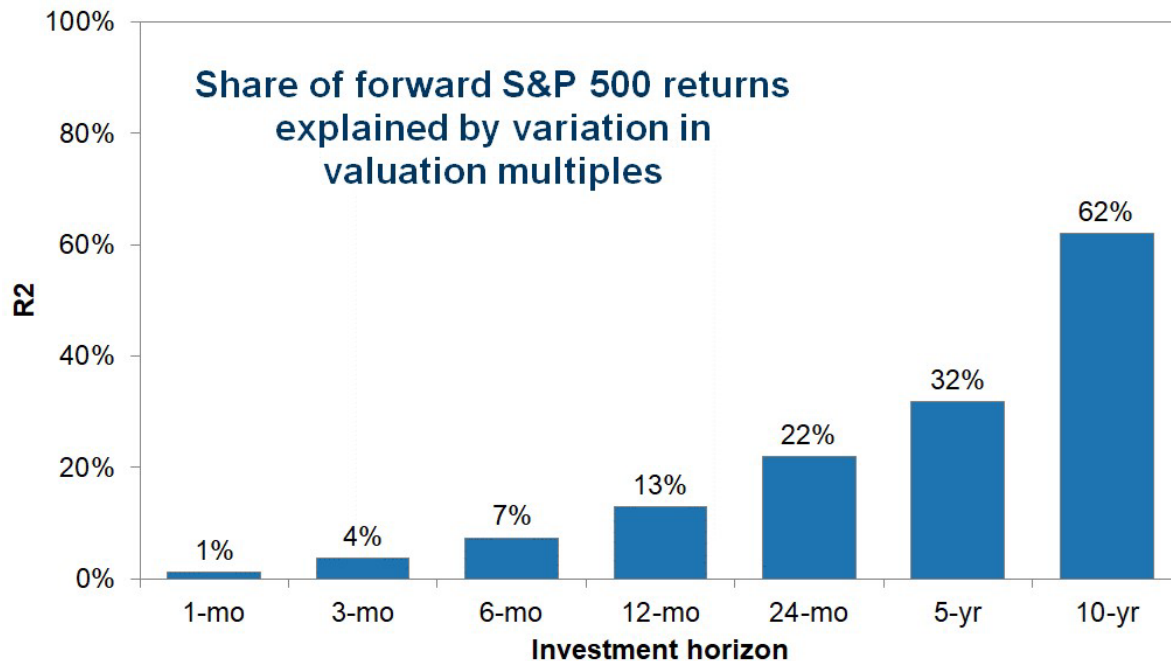 100%
Share of forward S&P 500 returns
explained by variation in
valuation multiples
80%
62%
60%
R2
40%
32%
22%
20%
13%
7%
4%
1%
0%
1-mo 3-mo 6-mo 12-mo 24-mo 5-yr 10-yr
Investment horizon